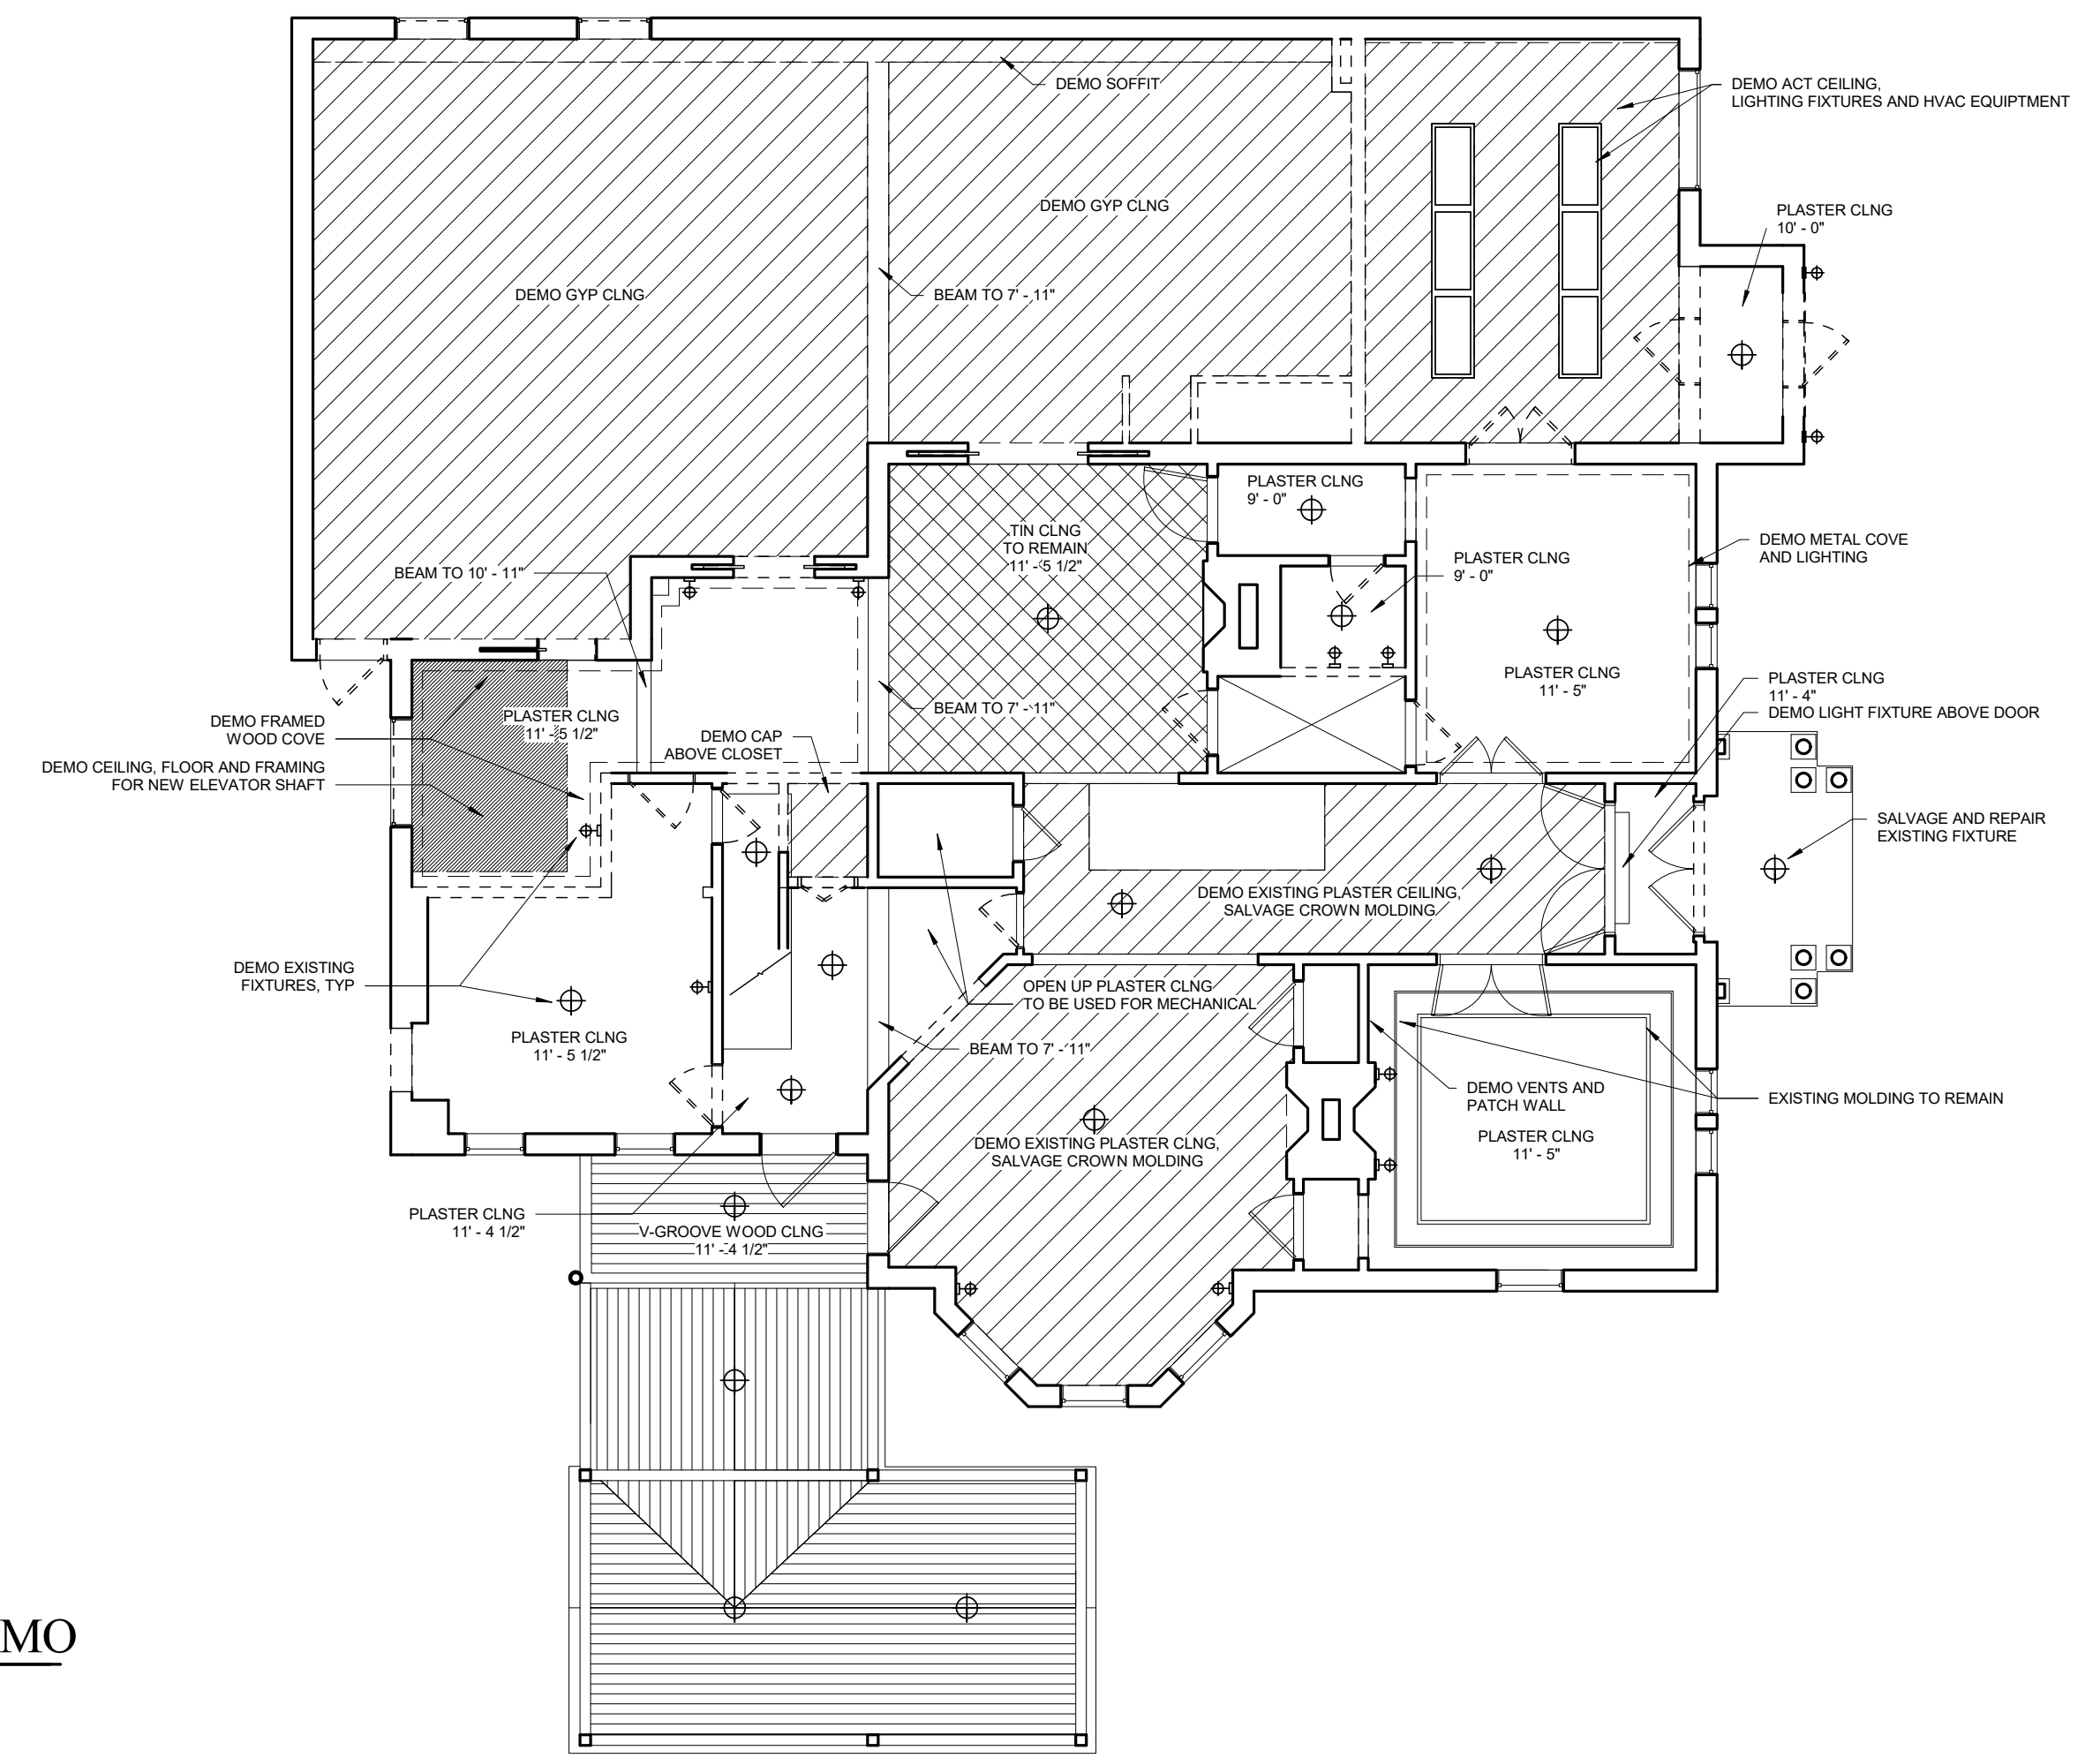 DEMO SOFFIT
DEMO ACT CEILING,
LIGHTING FIXTURES AND HVAC EQUIPTMENT
DEMO GYP CLNG
PLASTER CLNG
10' - 0"
DEMO GYP CLNG
BEAM TO 7' - 11"
PLASTER CLNG
9' - 0"
TIN CLNG
TO REMAIN
11' - 5 1/2"
DEMO METAL COVE
AND LIGHTING
PLASTER CLNG
9' - 0"
BEAM TO 10' - 11"
PLASTER CLNG
11' - 5"
PLASTER CLNG
11' - 4"
DEMO LIGHT FIXTURE ABOVE DOOR
BEAM TO 7' - 11"
PLASTER CLNG
11' - 5 1/2"
DEMO FRAMED
WOOD COVE
DEMO CAP
ABOVE CLOSET
DEMO CEILING, FLOOR AND FRAMING
FOR NEW ELEVATOR SHAFT
SALVAGE AND REPAIR
EXISTING FIXTURE
DEMO EXISTING PLASTER CEILING,
SALVAGE CROWN MOLDING
DEMO EXISTING
FIXTURES, TYP
OPEN UP PLASTER CLNG
TO BE USED FOR MECHANICAL
PLASTER CLNG
11' - 5 1/2"
BEAM TO 7' - 11"
DEMO VENTS AND
PATCH WALL
EXISTING MOLDING TO REMAIN
PLASTER CLNG
11' - 5"
DEMO EXISTING PLASTER CLNG,
SALVAGE CROWN MOLDING
PLASTER CLNG
11' - 4 1/2"
V-GROOVE WOOD CLNG
11' - 4 1/2"
MO